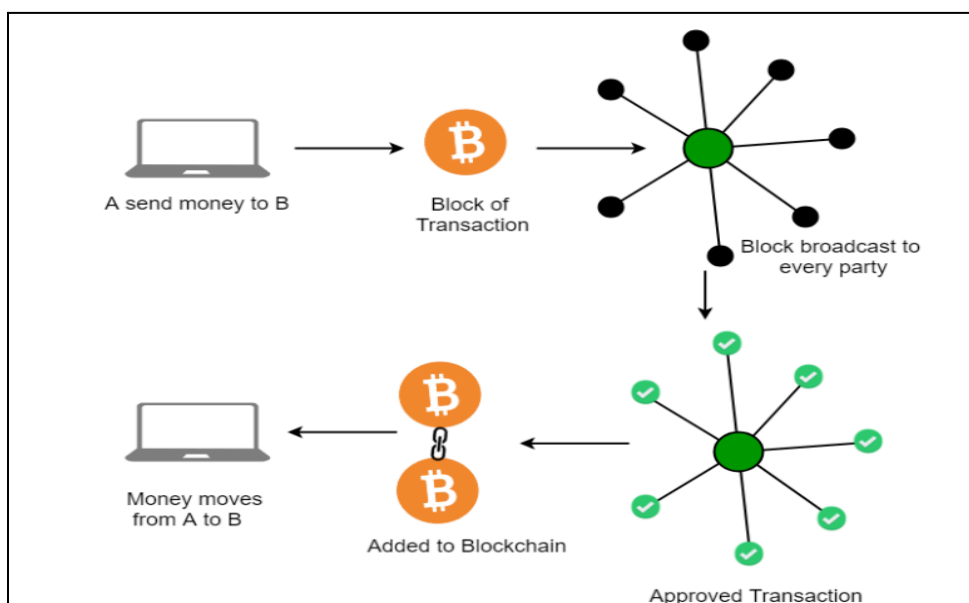 A send money to B
Block of
Transaction
Block broadcast to
every party
Money moves
from A to B
Added to Blockchain
Approved Transaction